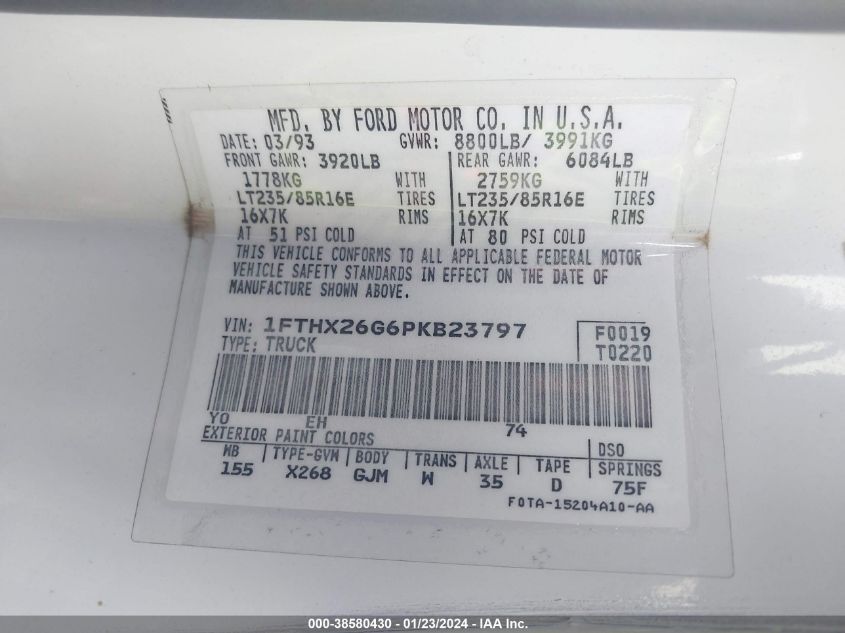 MFD. BY FORD MOTOR CO. IN U.S.A.
DATE: 03/93 GVWR: 8800LB/ 3991KG
FRONT GAWR: 3920LB REAR GAWR: 6084LB
1778KG WITH 2759KG WITH
LT235/85R16E TIRES LT235/85R16E TIRES
16X7K RIMS 16X7K RIMS
AT 51 PSI COLD AT 80 PSI COLD
THIS VEHICLE CONFORMS TO ALL APPLICABLE FEDERAL MOTOR
VEHICLE SAFETY STANDARDS IN EFFECT ON THE DATE OF
MANUFACTURE SHOWN ABOVE.
VIN: 1FTHX26G6PKB23797 F0019
TYPE: TRUCK T0220
YO EH 74
EXTERIOR PAINT COLORS DSO
WB TYPE-GVM BODY TRANS AXLE TAPE SPRINGS
155 X268 GJM W 35 D 75F
F0TA-15204A10-AA
000-38580430 - 01/23/2024 - IAA Inc.